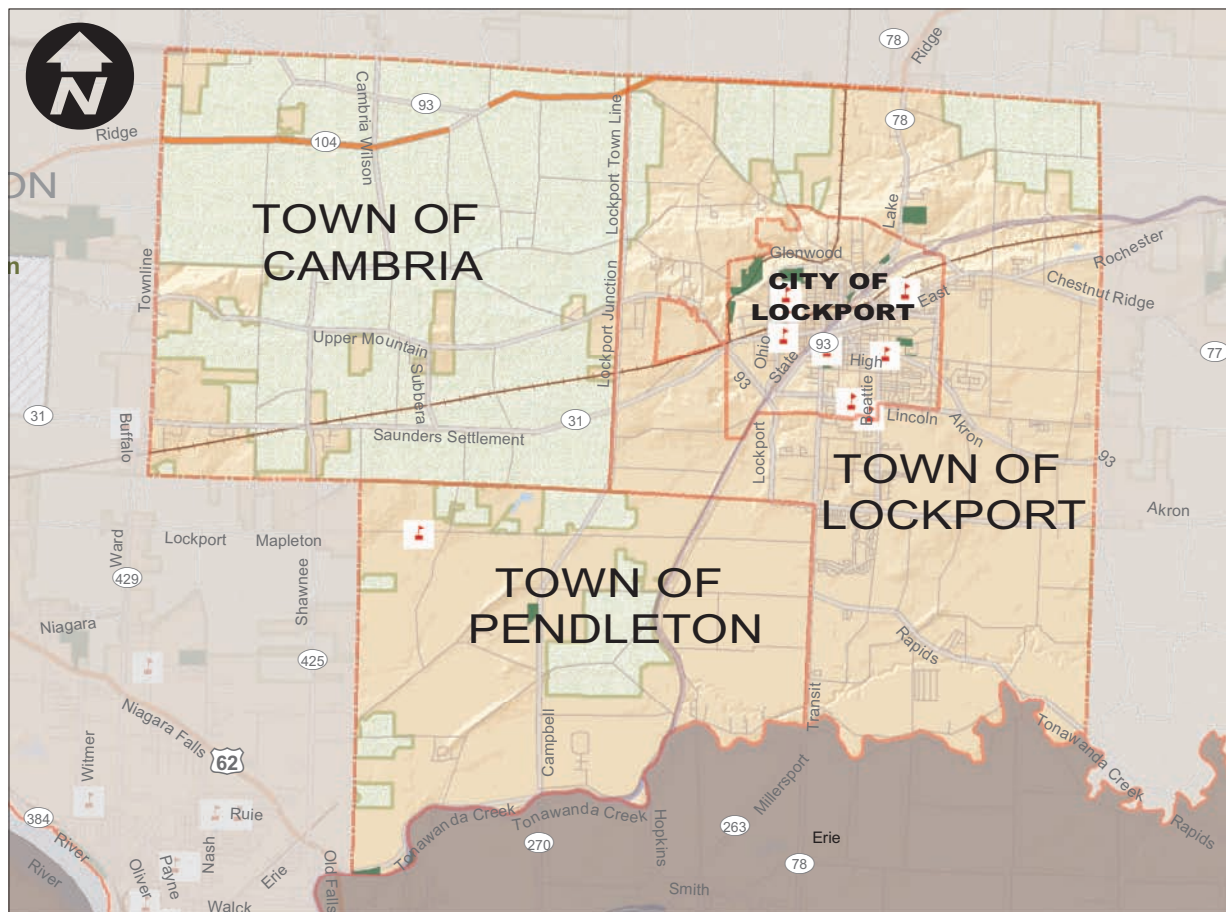 N
78
Ridge
Cambria Wilson
93
Lockport Town Line
78
Ridge
104
ON
TOWN OF
CAMBRIA
Lake
n
Townline
Glenwood
Rochester
CITY OF
LOCKPORT
East
Chestnut Ridge
Lockport Junction
Upper Mountain
Subbera
Ohio
State
93
High
77
93
Beattie
31
Buffalo
31
Saunders Settlement
Lincoln
Akron
93
Lockport
TOWN OF
LOCKPORT
Akron
Ward
Lockport
Mapleton
Shawnee
429
TOWN OF
PENDLETON
Niagara
425
Rapids
Transit
Niagara Falls
Witmer
62
Campbell
Tonawanda Creek
Millersport
384
Ruie
River
Tonawanda Creek
Tonawanda Creek
Hopkins
263
Rapids
Erie
270
78
River
Oliver
Payne
Nash
Erie
Old Falls
Walck
Smith